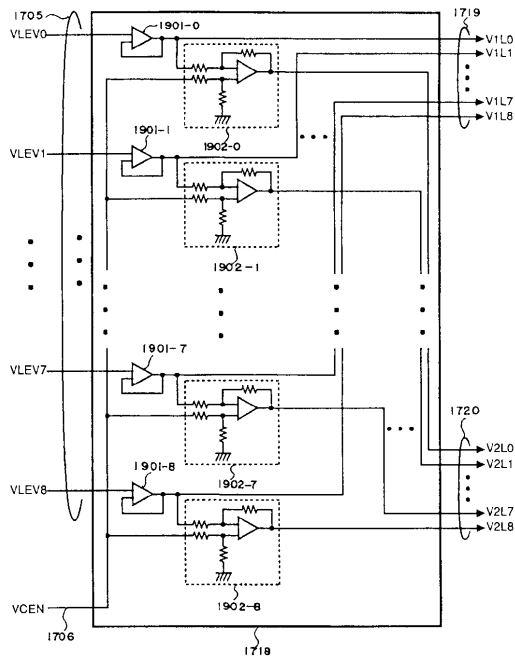 1705
1901-0
1719
VLEV0
V1L0
V1L1
V1L7
V1L8
1902-0
1901-1
VLEV1
1902-1
1901-7
VLEV7
1902-7
1720
V2L0
V2L1
1901-8
VLEV8
V2L7
V2L8
1902-8
VCEN
1706
1718